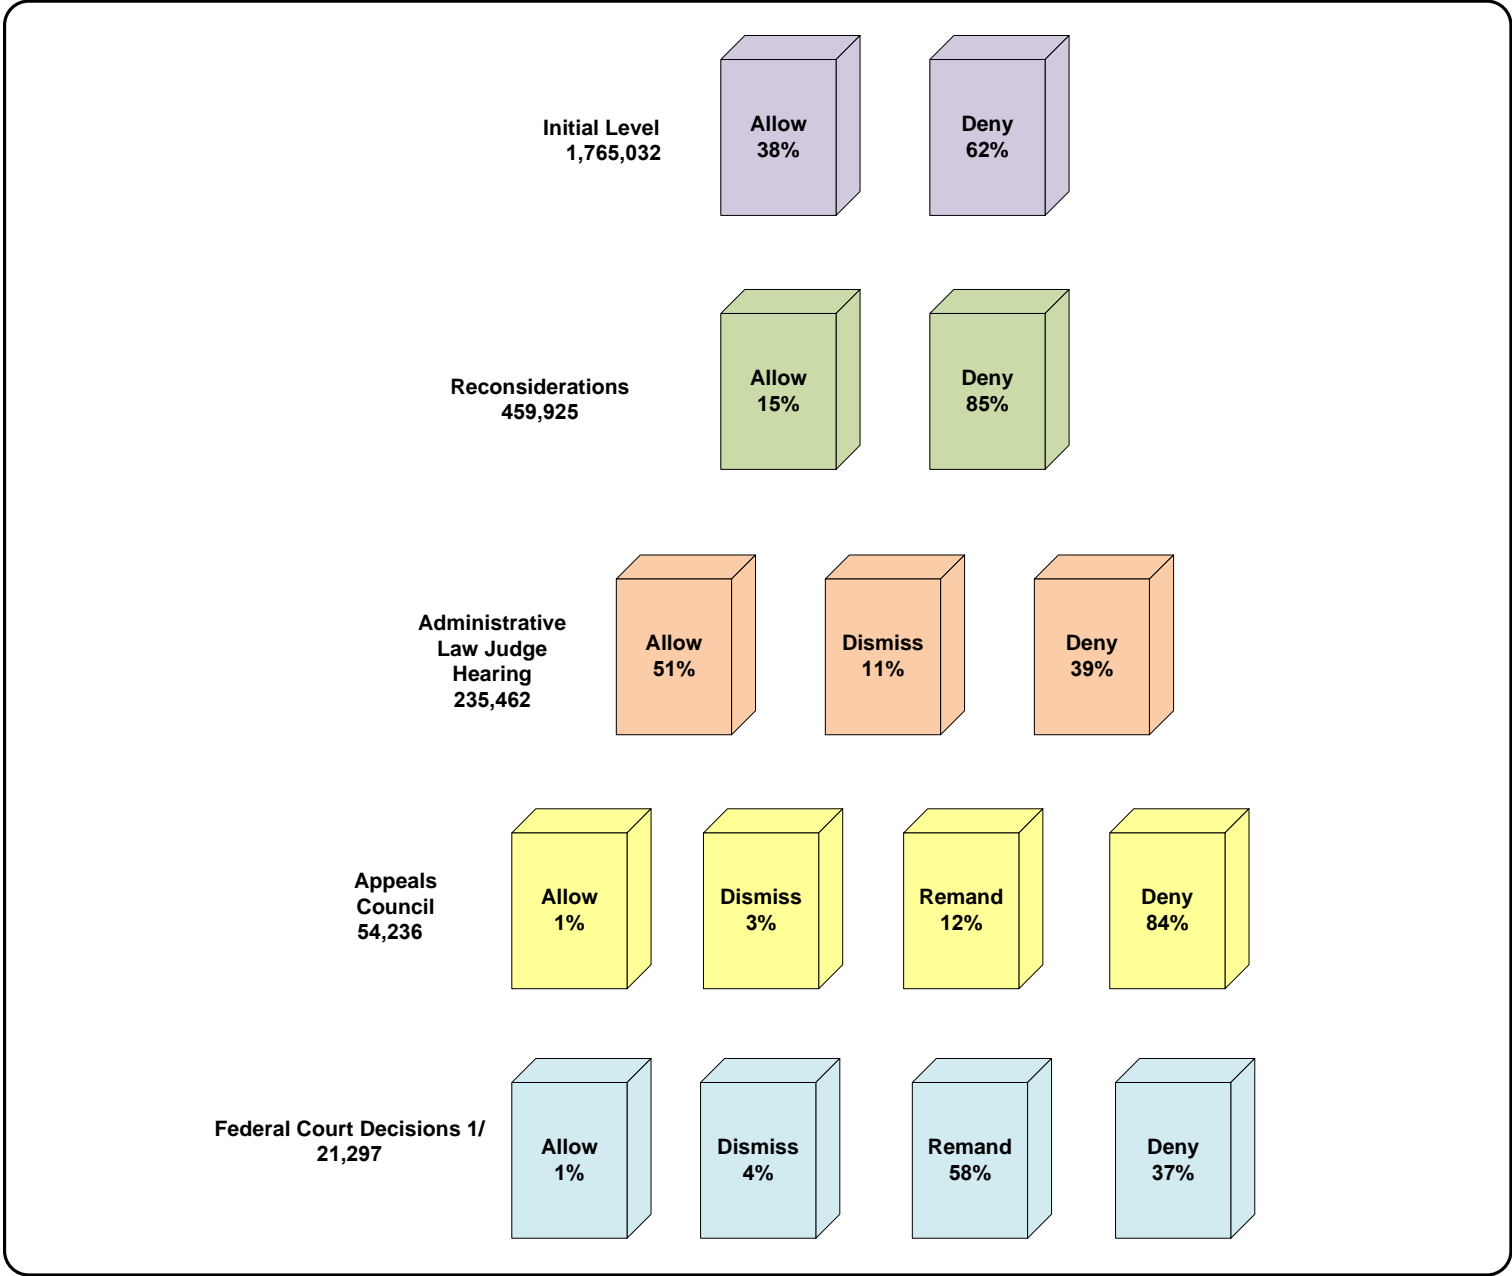 Initial Level
1,765,032
Allow
38%
Deny
62%
Reconsiderations
459,925
Allow
15%
Deny
85%
Administrative
Law Judge
Hearing
235,462
Allow
51%
Dismiss
11%
Deny
39%
Appeals
Council
54,236
Allow
1%
Dismiss
3%
Remand
12%
Deny
84%
Federal Court Decisions 1/
21,297
Allow
1%
Dismiss
4%
Remand
58%
Deny
37%